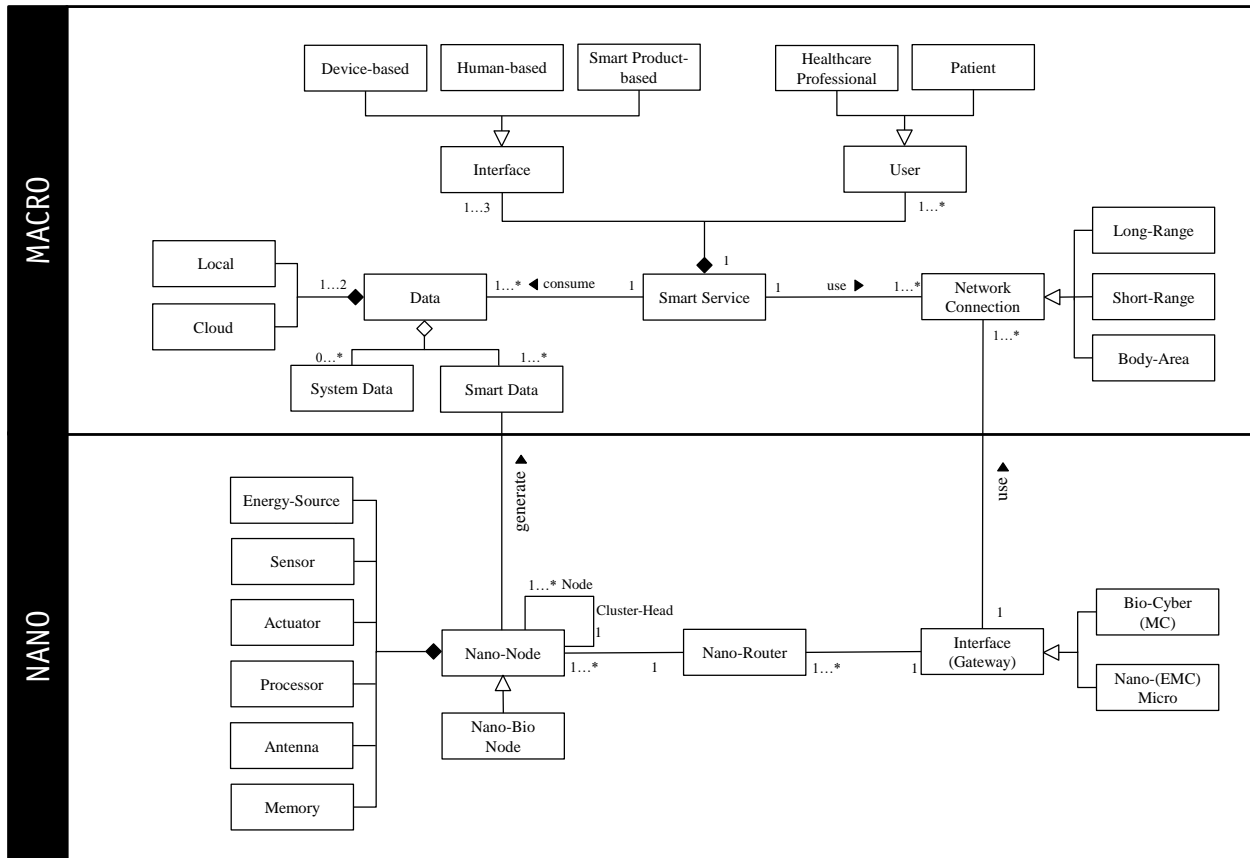 MACRO
Device-based
Human-based
Smart Product-
based
Healthcare
Professional
Patient
Interface
User
1...3
1...*
Local
Cloud
1...2
Data
1...*
consume
1
Smart Service
1
1
use
1...*
Network
Connection
1...*
Long-Range
Short-Range
Body-Area
0...*
1...*
System Data
Smart Data
NANO
generate
use
Energy-Source
Sensor
Actuator
Processor
Antenna
Memory
1...* Node
Cluster-Head
1
Nano-Node
1...*
1
Nano-Router
1...*
1
1
Interface
(Gateway)
Nano-Bio
Node
Bio-Cyber
(MC)
Nano-(EMC)
Micro